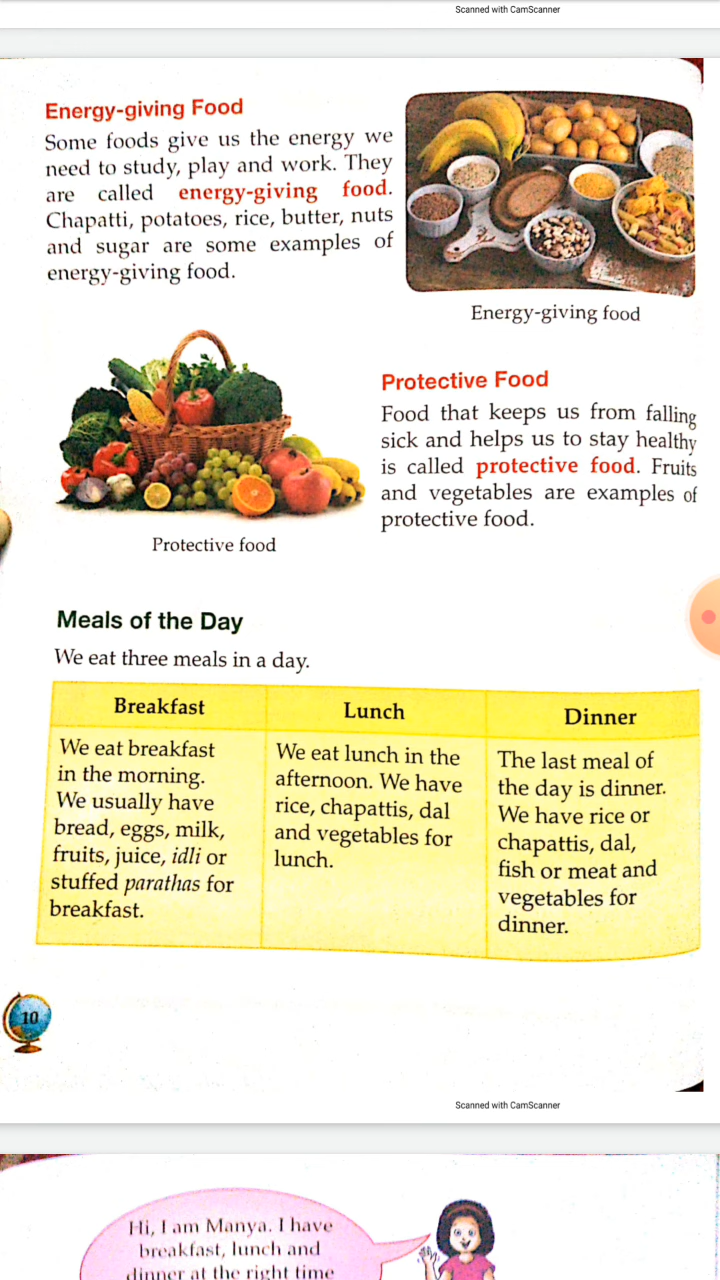 Scanned with CamScanner
Energy-giving Food
Some foods give us the energy we
need to study, play and work. They
are called energy-giving food.
Chapatti, potatoes, rice, butter, nuts
and sugar are some examples of
energy-giving food.
Energy-giving food
Protective Food
Food that keeps us from falling
sick and helps us to stay healthy
is called protective food. Fruits
and vegetables are examples of
protective food.
Protective food
Meals of the Day
We eat three meals in a day.
Breakfast
We eat breakfast
in the morning.
We usually have
bread, eggs, milk,
fruits, juice, idli or
stuffed parathas for
breakfast.
Lunch
We eat lunch in the
afternoon. We have
rice, chapattis, dal
and vegetables for
lunch.
Dinner
The last meal of
the day is dinner.
We have rice or
chapattis, dal,
fish or meat and
vegetables for
dinner.
10
Scanned with CamScanner
Hi, I am Manya. I have
breakfast, lunch and
dinner at the right time